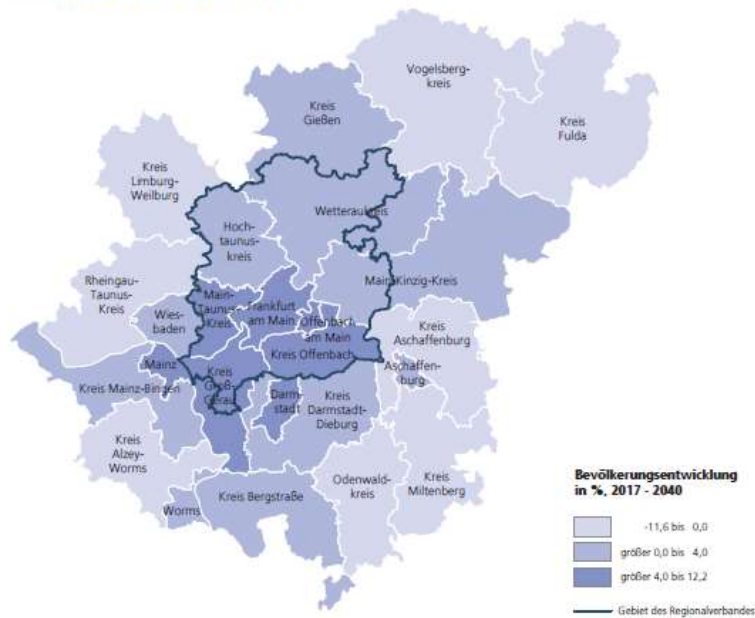 Vogelsberg-
kreis
Kreis
Gießen
Kreis
Fulda
Kreis
Limburg-
Weilburg
Wetteraukreis
Hoch-
taunus-
kreis
Rheingau-
Taunus-
Kreis
Main-Kinzig-Kreis
Main-
Taunus-
Kreis
Frankfurt
am Main
Wies-
baden
Offenbach
am Main
Kreis
Aschaffenburg
Kreis Offenbach
Mainz
Aschaffen-
burg
Kreis
Groß-
Gerau
Kreis Mainz-Bingen
Darm-
stadt
Kreis
Darmstadt-
Dieburg
Kreis
Alzey-
Worms
Odenwald-
kreis
Kreis
Miltenberg
Kreis Bergstraße
Worms
Bevölkerungsentwicklung
in %, 2017 - 2040
-11,6 bis 0,0
größer 0,0 bis 4,0
größer 4,0 bis 12,2
Gebiet des Regionalverbandes